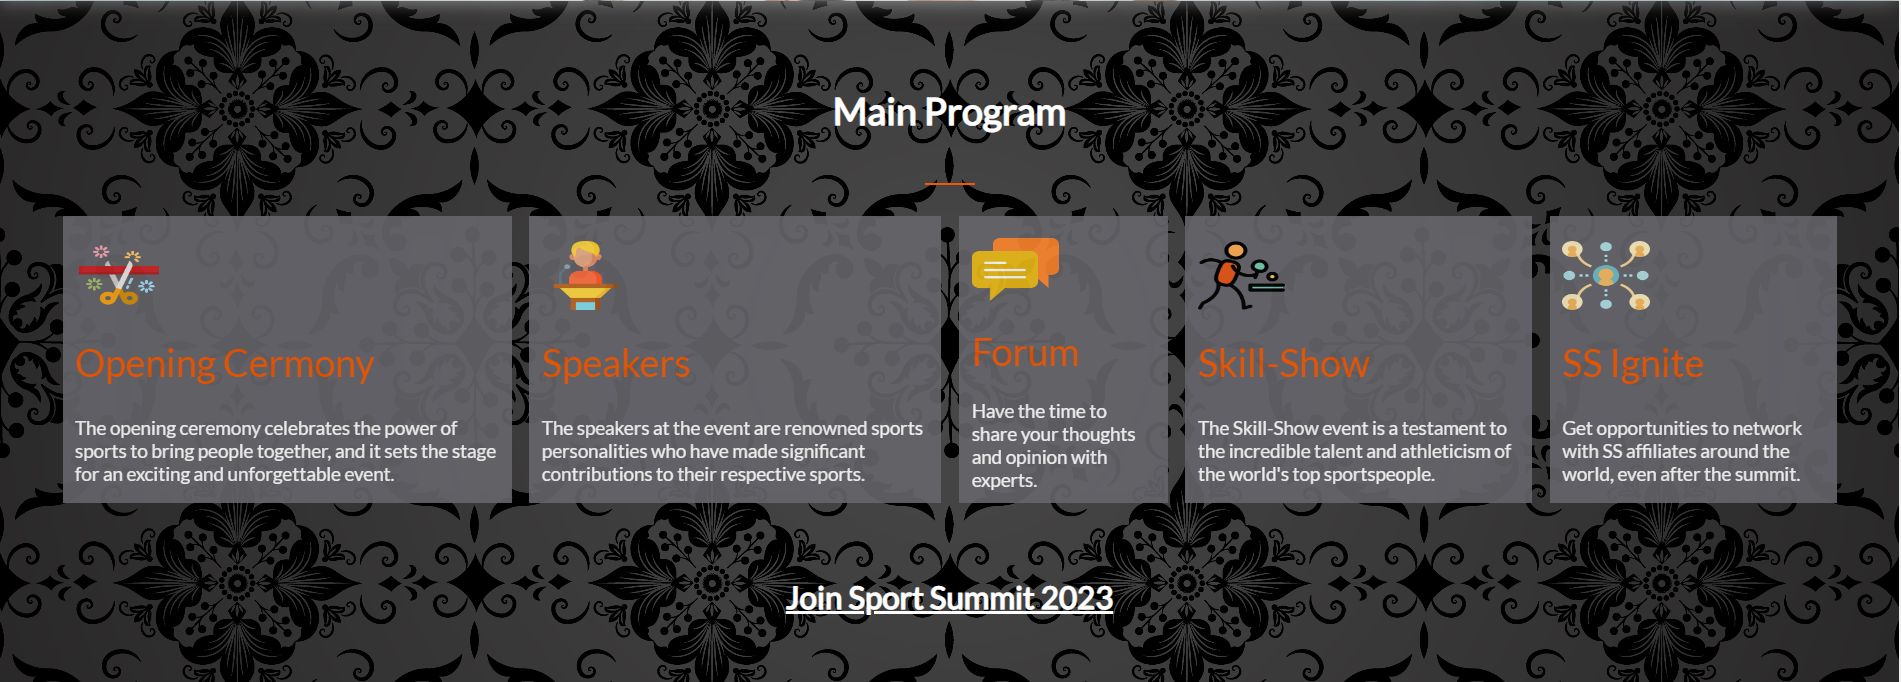 Main Program
Opening Cermony
The opening ceremony celebrates the power of
sports to bring people together, and it sets the stage
for an exciting and unforgettable event.
Speakers
The speakers at the event are renowned sports
personalities who have made significant
contributions to their respective sports.
Forum
Have the time to
share your thoughts
and opinion with
experts.
Skill-Show
The Skill-Show event is a testament to
the incredible talent and athleticism of
the world's top sportspeople.
SS Ignite
Get opportunities to network
with SS affiliates around the
world, even after the summit.
Join Sport Summit 2023